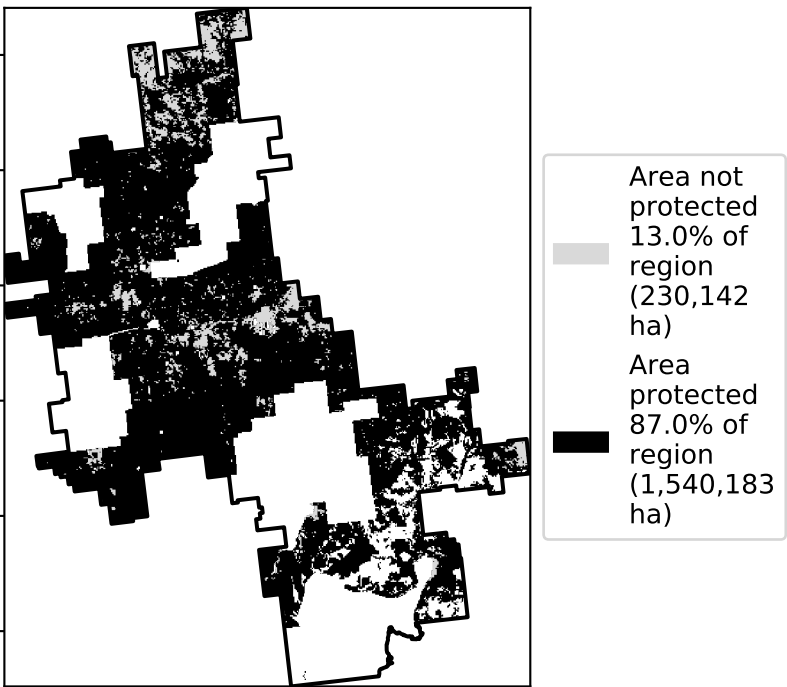 Area not
protected
13.0% of
region
(230,142
ha)
Area
protected
87.0% of
region
(1,540,183
ha)